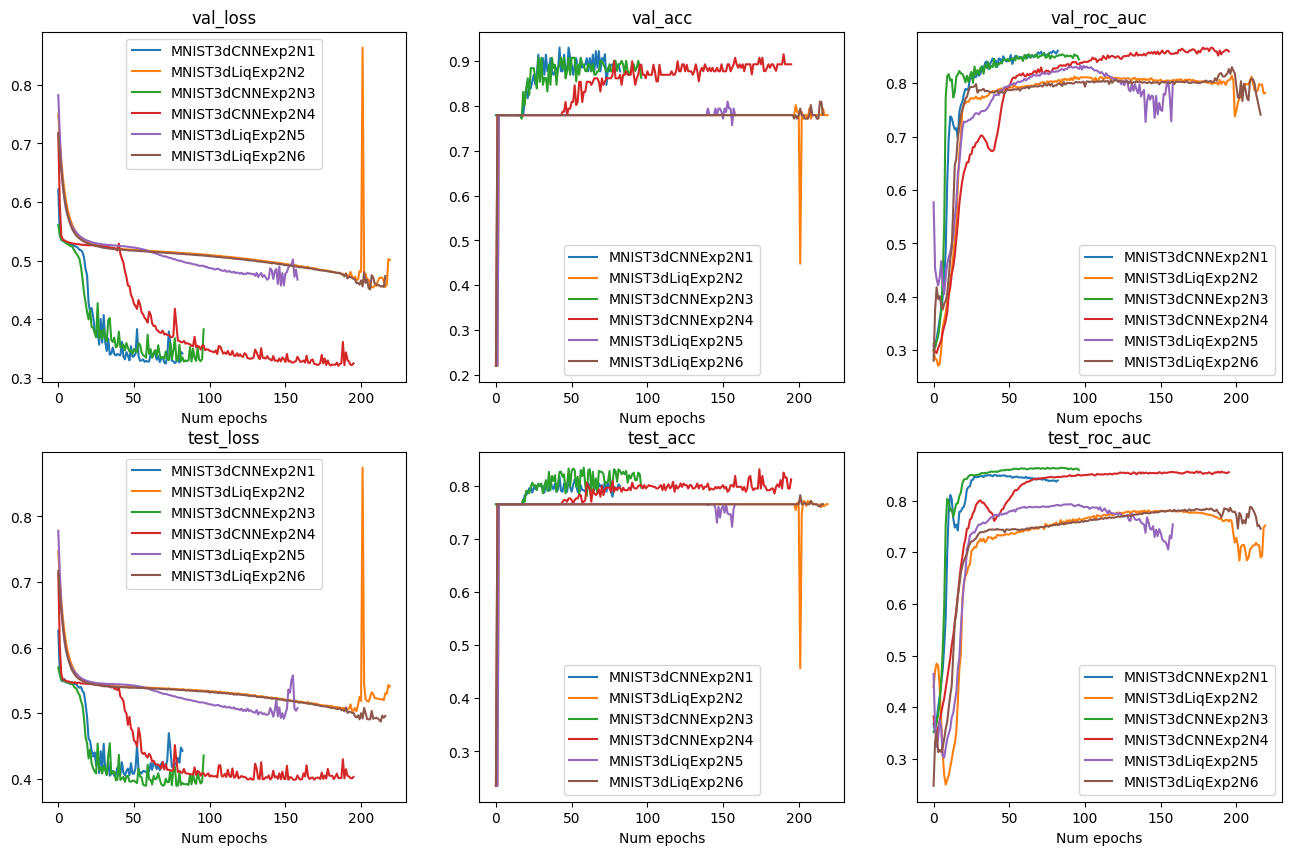 val_loss
0.8
0.7
0.6
0.5
0.4
0.3
0 50 100 150 200
Num epochs
MNIST3dCNNExp2N1
MNIST3dLiqExp2N2
MNIST3dCNNExp2N3
MNIST3dCNNExp2N4
MNIST3dLiqExp2N5
MNIST3dLiqExp2N6
val_acc
0.9
0.8
0.7
0.6
0.5
0.4
0.3
0.2
0 50 100 150 200
Num epochs
MNIST3dCNNExp2N1
MNIST3dLiqExp2N2
MNIST3dCNNExp2N3
MNIST3dCNNExp2N4
MNIST3dLiqExp2N5
MNIST3dLiqExp2N6
val_roc_auc
0.8
0.7
0.6
0.5
0.4
0.3
0 50 100 150 200
Num epochs
MNIST3dCNNExp2N1
MNIST3dLiqExp2N2
MNIST3dCNNExp2N3
MNIST3dCNNExp2N4
MNIST3dLiqExp2N5
MNIST3dLiqExp2N6
test_loss
0.8
0.7
0.6
0.5
0.4
0 50 100 150 200
Num epochs
MNIST3dCNNExp2N1
MNIST3dLiqExp2N2
MNIST3dCNNExp2N3
MNIST3dCNNExp2N4
MNIST3dLiqExp2N5
MNIST3dLiqExp2N6
test_acc
0.8
0.7
0.6
0.5
0.4
0.3
0 50 100 150 200
Num epochs
MNIST3dCNNExp2N1
MNIST3dLiqExp2N2
MNIST3dCNNExp2N3
MNIST3dCNNExp2N4
MNIST3dLiqExp2N5
MNIST3dLiqExp2N6
test_roc_auc
0.8
0.7
0.6
0.5
0.4
0.3
0 50 100 150 200
Num epochs
MNIST3dCNNExp2N1
MNIST3dLiqExp2N2
MNIST3dCNNExp2N3
MNIST3dCNNExp2N4
MNIST3dLiqExp2N5
MNIST3dLiqExp2N6